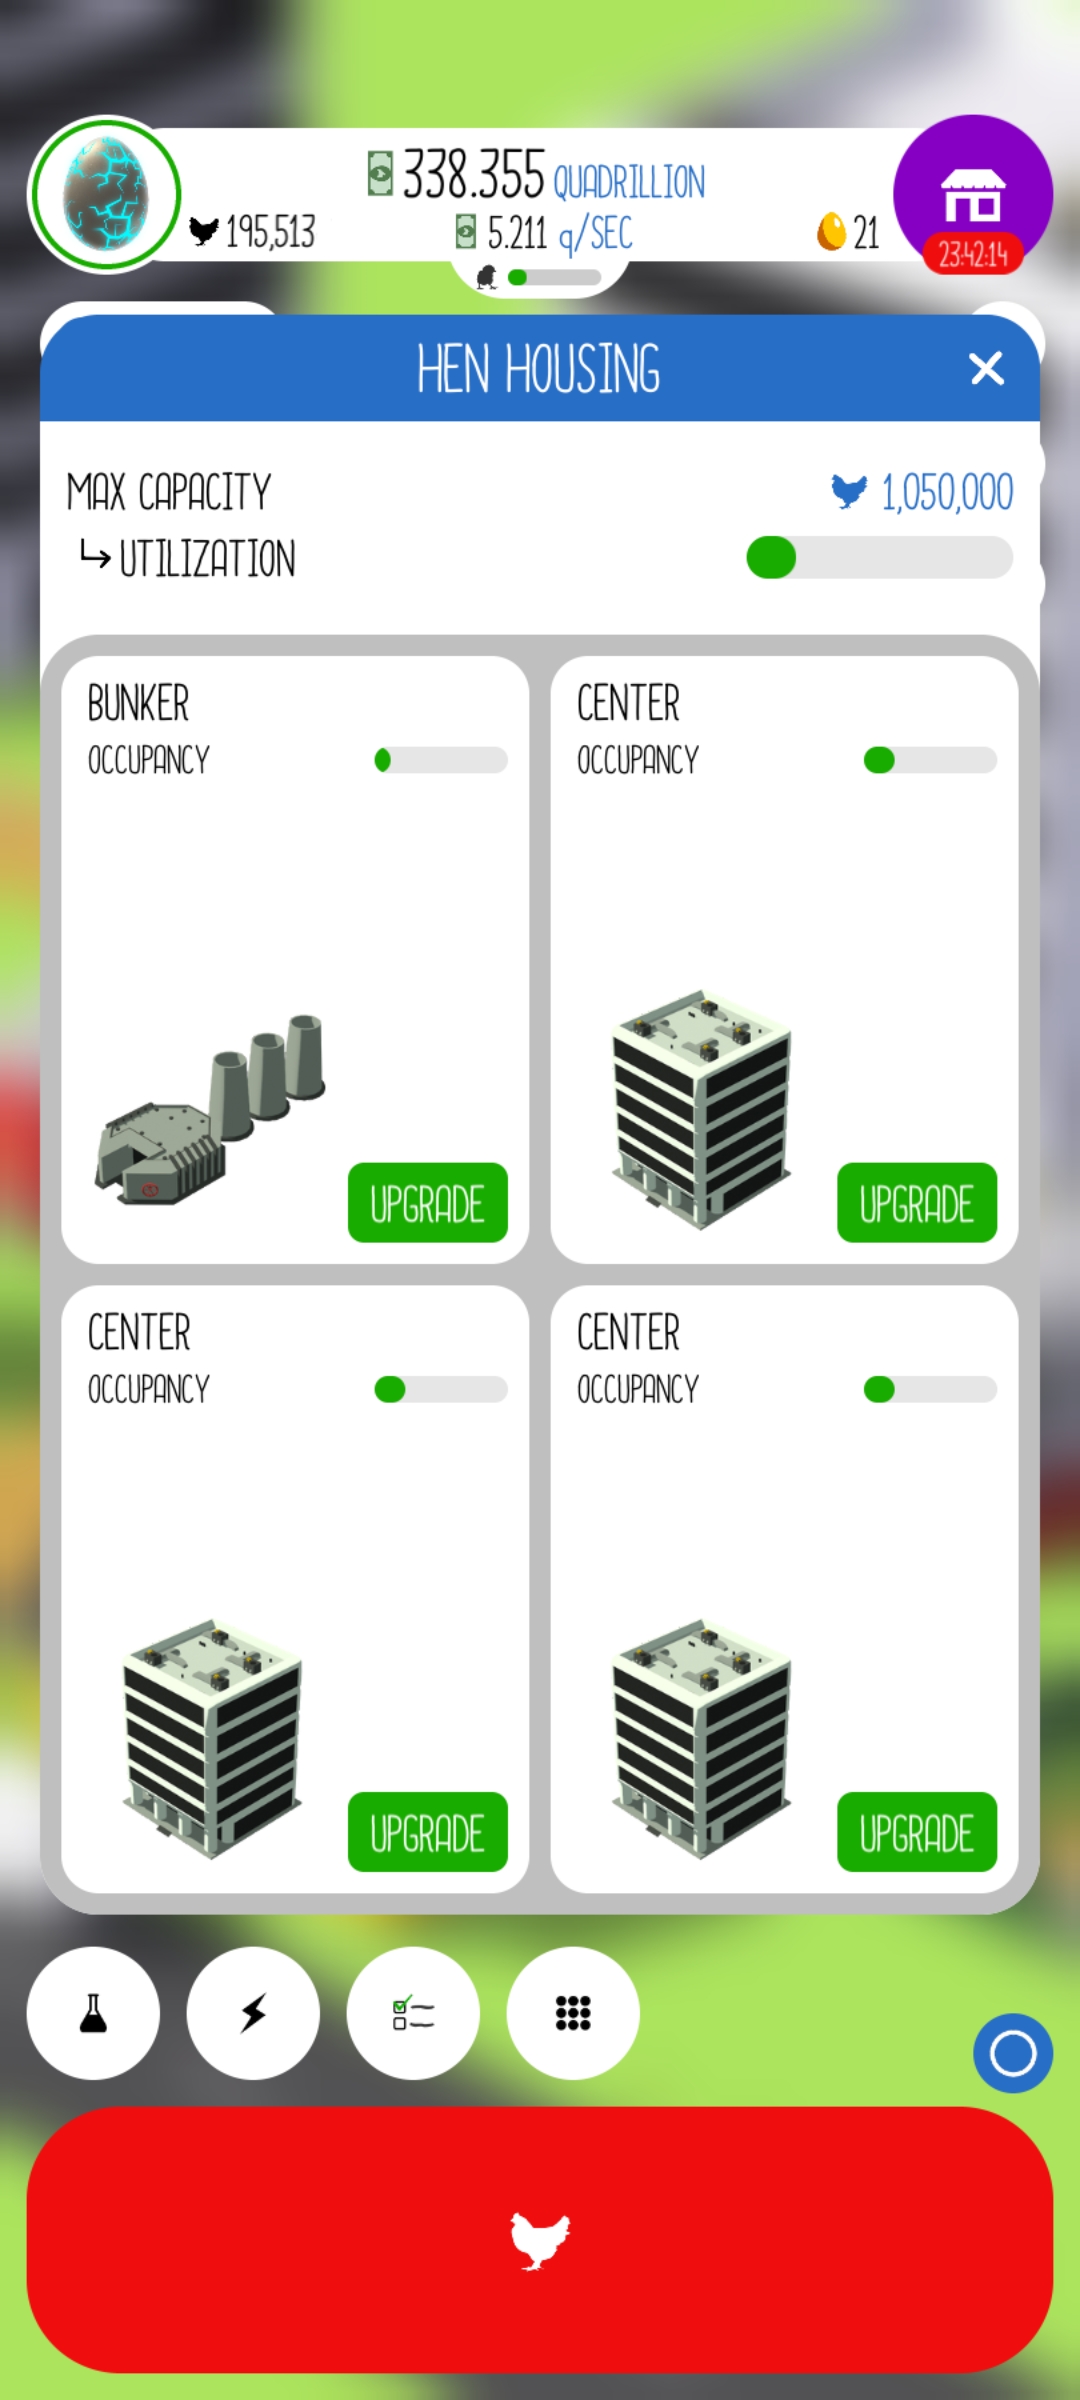 338.355 QUADRILLION
195,513
5.211 q/SEC
21
23:42:14
HEN HOUSING
MAX CAPACITY
1,050,000
UTILIZATION
BUNKER
OCCUPANCY
UPGRADE
CENTER
OCCUPANCY
UPGRADE
CENTER
OCCUPANCY
UPGRADE
CENTER
OCCUPANCY
UPGRADE